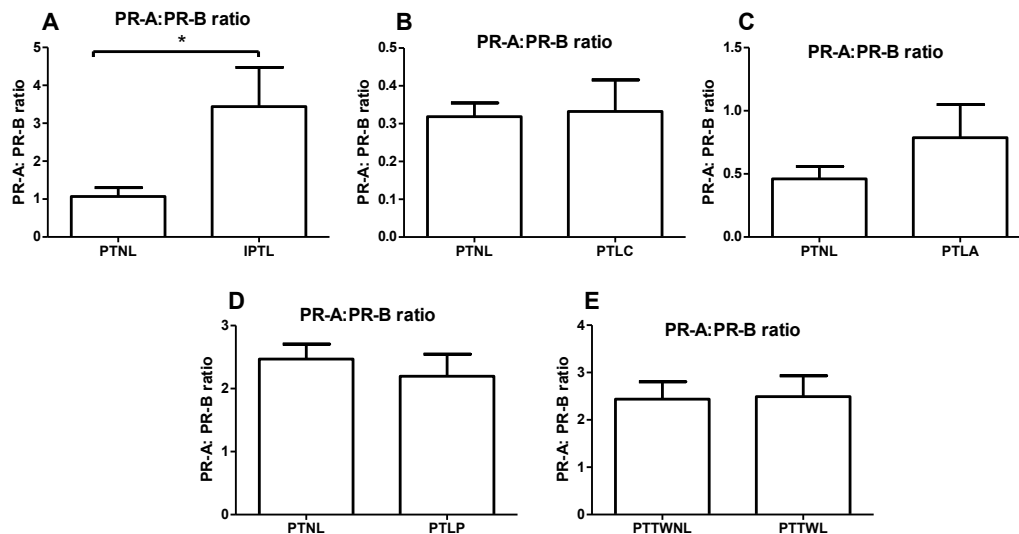 A
PR-A:PR-B ratio
*
PR-A: PR-B ratio
5
4
3
2
1
0
PTNL IPTL
B
PR-A:PR-B ratio
PR-A: PR-B ratio
0.5
0.4
0.3
0.2
0.1
0.0
PTNL PTLC
C
PR-A:PR-B ratio
PR-A: PR-B ratio
1.5
1.0
0.5
0.0
PTNL PTLA
D
PR-A:PR-B ratio
PR-A: PR-B ratio
3
2
1
0
PTNL PTLP
E
PR-A:PR-B ratio
PR-A: PR-B ratio
4
3
2
1
0
PTTWNL PTTWL